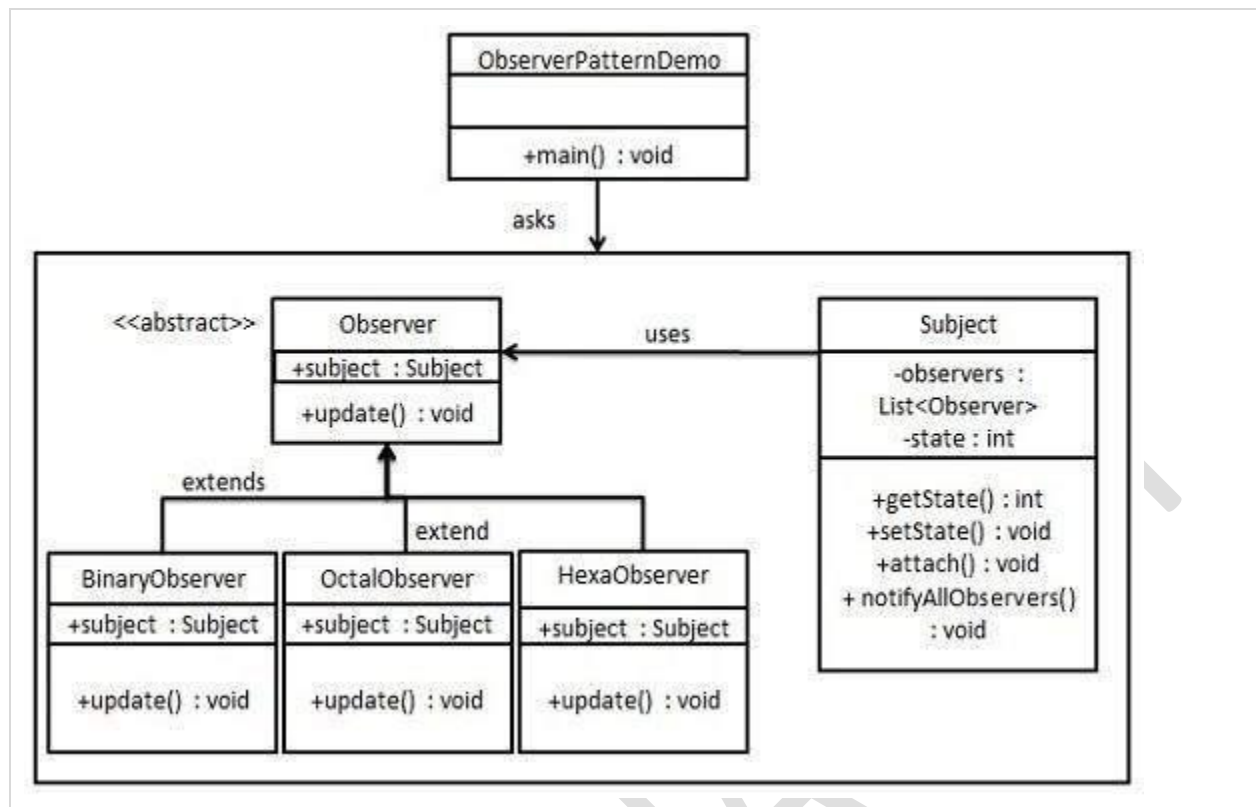 ObserverPatternDemo
+main() : void
asks
<<abstract>>
Observer
+subject : Subject
+update() : void
uses
Subject
-observers :
List<Observer>
-state : int
+getState() : int
+setState() : void
+attach() : void
+ notifyAllObservers()
: void
extends
extend
BinaryObserver
+subject : Subject
+update() : void
OctalObserver
+subject : Subject
+update() : void
HexaObserver
+subject : Subject
+update() : void